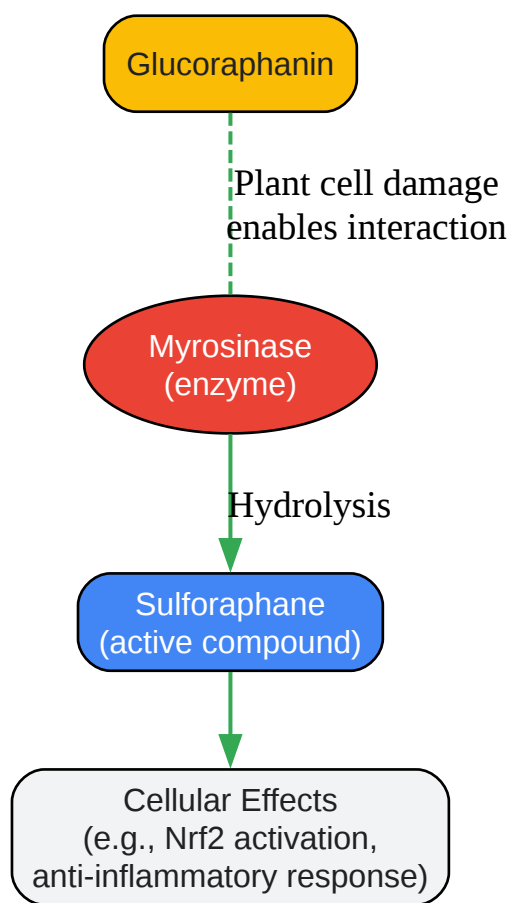 Glucoraphanin
Plant cell damage
enables interaction
Myrosinase
(enzyme)
Hydrolysis
Sulforaphane
(active compound)
Cellular Effects
(e.g., Nrf2 activation,
anti-inflammatory response)